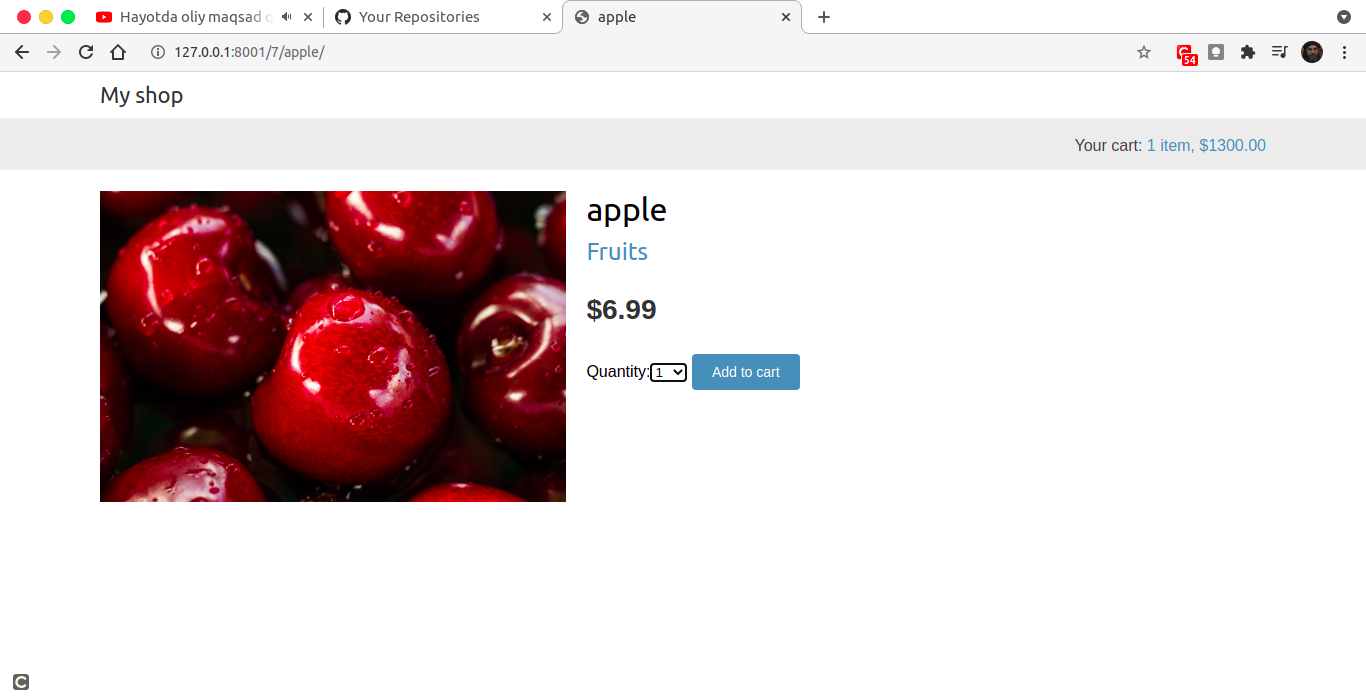 Hayotda oliy maqsad
Your Repositories
apple
127.0.0.1:8001/7/apple/
54
My shop
Your cart: 1 item, $1300.00
apple
Fruits
$6.99
Quantity: 1 Add to cart
C